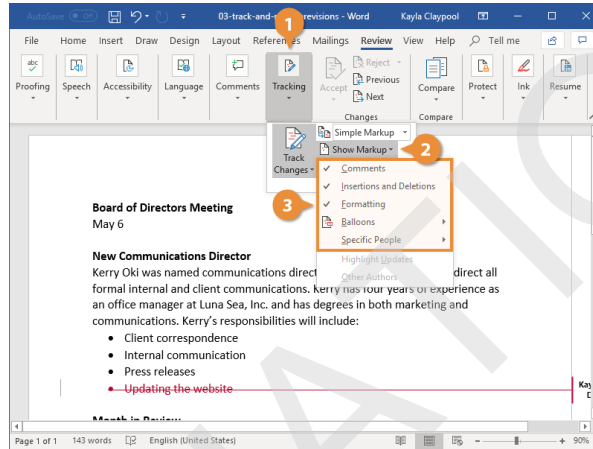 AutoSave Off 03-track-and- revisions - Word Kayla Claypool
1
File Home Insert Draw Design Layout References Mailings Review View Help Tell me
abc
Proofing Speech Accessibility Language Comments Tracking Accept Reject Previous Next Compare Protect Ink Resume
Changes Compare
Track Changes
Simple Markup
Show Markup
2
Comments
Insertions and Deletions
3
Formatting
Balloons
Specific People
Highlight Updates
Other Authors
Board of Directors Meeting
May 6
New Communications Director
Kerry Oki was named communications direct direct all
formal internal and client communications. Kerry has four years of experience as
an office manager at Luna Sea, Inc. and has degrees in both marketing and
communications. Kerry's responsibilities will include:
• Client correspondence
• Internal communication
• Press releases
• Updating the website
Kay
D
Month in Review
Page 1 of 1 143 words English (United States) 90%